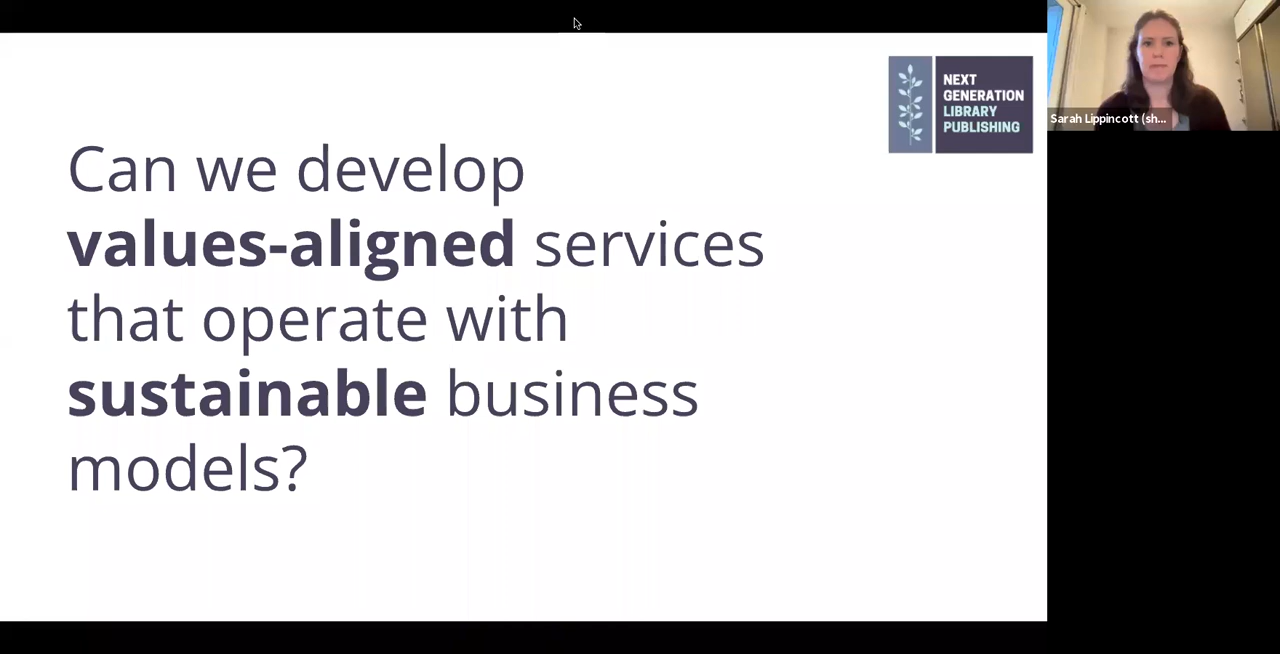 NEXT
GENERATION
LIBRARY
PUBLISHING
Sarah Lippincott (sh...
Can we develop
values-aligned services
that operate with
sustainable business
models?